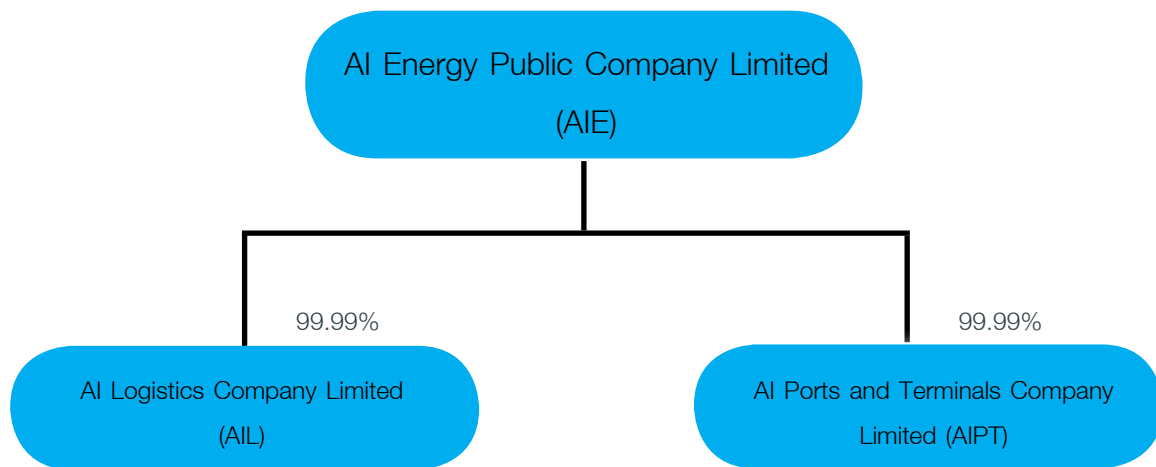 AI Energy Public Company Limited
(AIE)
99.99%
99.99%
AI Logistics Company Limited
(AIL)
AI Ports and Terminals Company
Limited (AIPT)